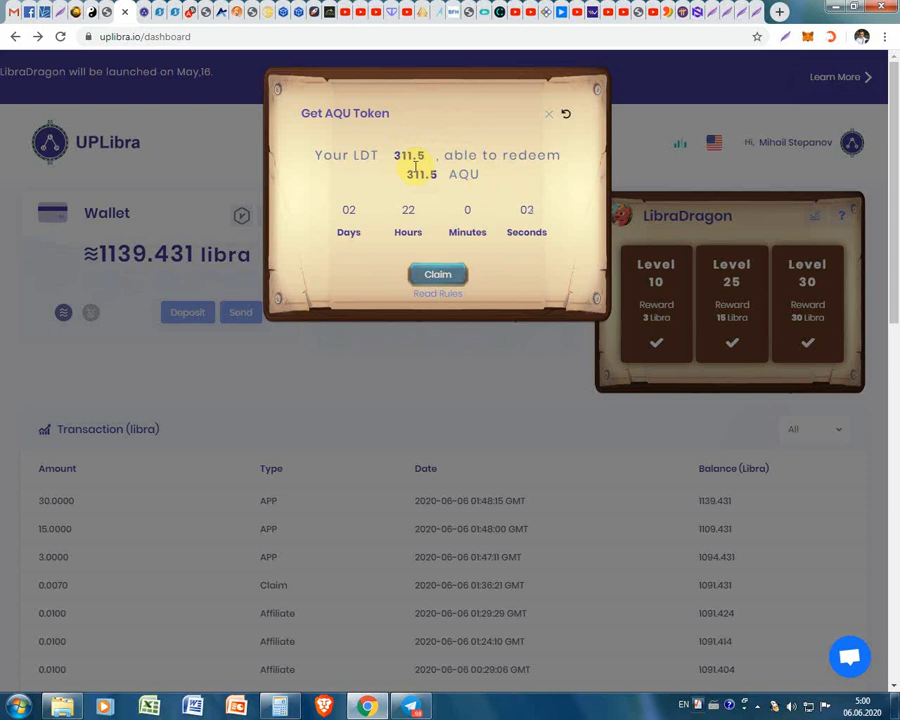 uplibra.io/dashboard
LibraDragon will be launched on May,16.
Learn More
UPLibra
Hi, Mihail Stepanov
Get AQU Token
Your LDT 311.5 , able to redeem
311.5 AQU
02 22 0 03
Days Hours Minutes Seconds
Claim
Read Rules
Wallet
≋1139.431 libra
Deposit Send
LibraDragon ?
Level Level Level
10 25 30
Reward Reward Reward
3 Libra 15 Libra 30 Libra
Transaction (libra) All
Amount Type Date Balance (Libra)
30.0000 APP 2020-06-06 01:48:15 GMT 1139.431
15.0000 APP 2020-06-06 01:48:00 GMT 1109.431
3.0000 APP 2020-06-06 01:47:11 GMT 1094.431
0.0070 Claim 2020-06-06 01:36:21 GMT 1091.431
0.0100 Affiliate 2020-06-06 01:29:29 GMT 1091.424
0.0100 Affiliate 2020-06-06 01:24:10 GMT 1091.414
0.0100 Affiliate 2020-06-06 00:29:06 GMT 1091.404
EN 5:00
06.06.2020